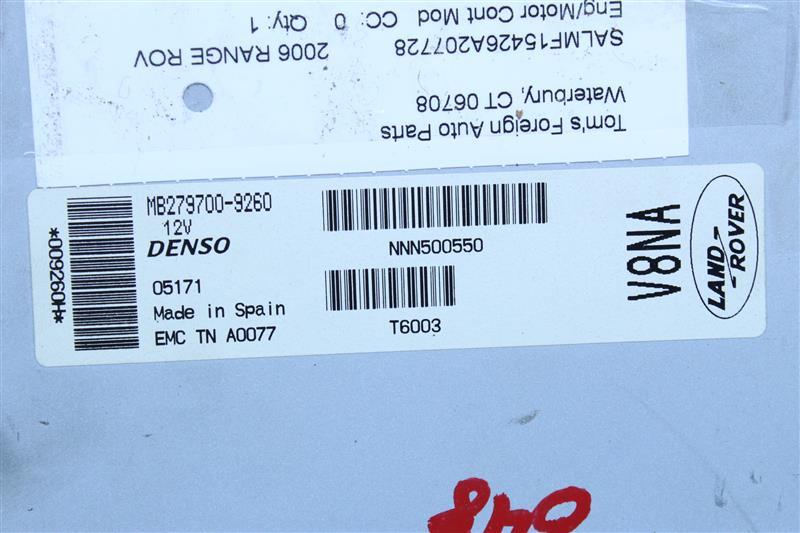 Tom's Foreign Auto Parts
Waterbury, CT 06708
SALMF15426A207728 2006 RANGE ROV
Eng/Motor Cont Mod CC: 0 Qty: 1
*009260H*
MB279700-9260
12V
DENSO
05171
Made in Spain
EMC TN A0077
NNN500550
T6003
V8NA
LAND ROVER
048